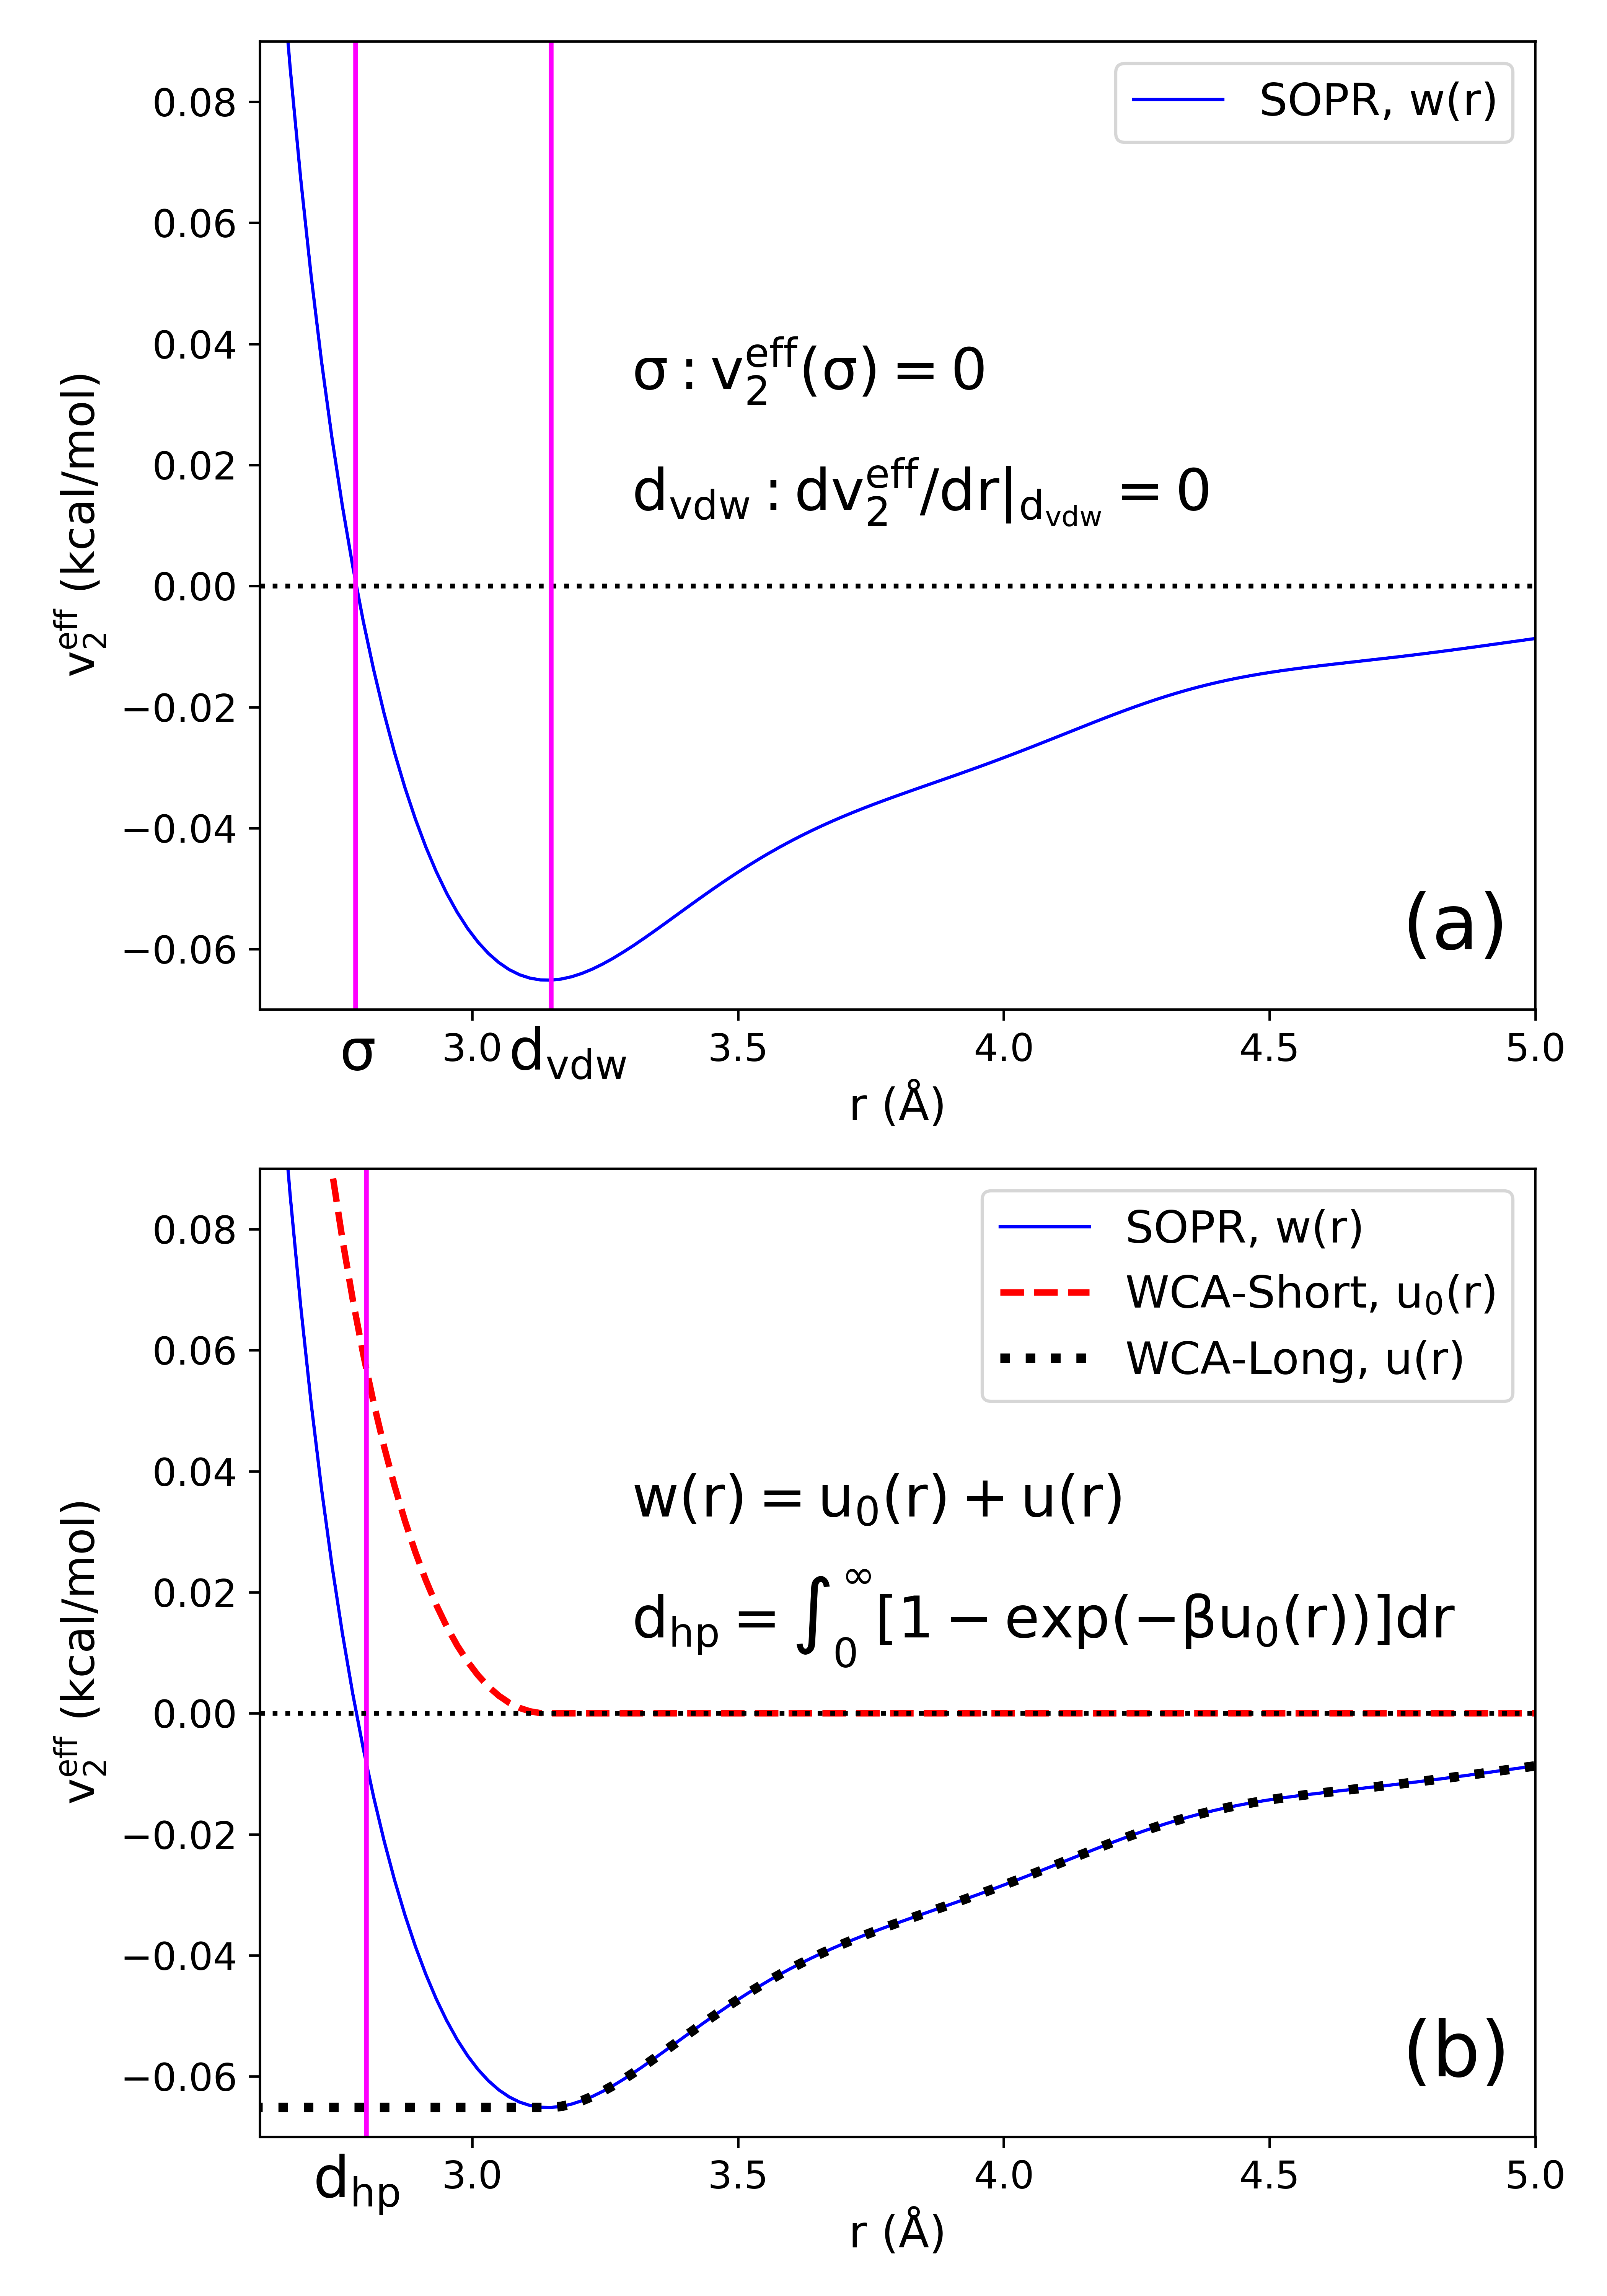 SOPR, w(r)
0.08
0.06
0.04
0.02
0.00
−0.02
−0.04
−0.06
v₂ᵉᶠᶠ (kcal/mol)
σ : v₂ᵉᶠᶠ(σ) = 0
d_vdw : dv₂ᵉᶠᶠ/dr|_d_vdw = 0
(a)
σ 3.0 d_vdw 3.5 4.0 4.5 5.0
r (Å)
SOPR, w(r)
WCA-Short, u₀(r)
WCA-Long, u(r)
0.08
0.06
0.04
0.02
0.00
−0.02
−0.04
−0.06
v₂ᵉᶠᶠ (kcal/mol)
w(r) = u₀(r) + u(r)
d_hp = ∫₀^∞ [1 − exp(−βu₀(r))]dr
(b)
d_hp 3.0 3.5 4.0 4.5 5.0
r (Å)